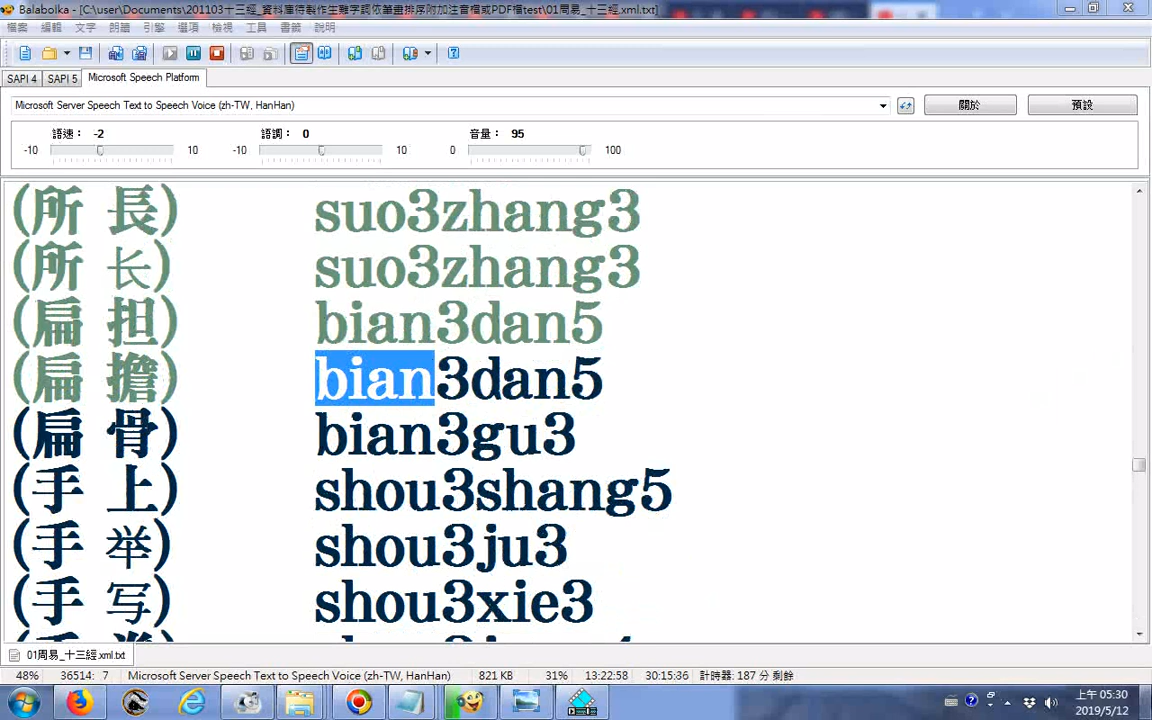 Balabolka - [C:\user\Documents\201103十三經_資料庫待製作生難字詞依筆畫排序附加注音檔或PDF檔test\01周易_十三經.xml.txt]
檔案 編輯 文字 朗讀 引擎 選項 檢視 工具 書籤 說明
SAPI 4 SAPI 5 Microsoft Speech Platform
Microsoft Server Speech Text to Speech Voice (zh-TW, HanHan) 關於 預設
語速： -2 語調： 0 音量： 95
-10 10 -10 10 0 100
(所 長) suo3zhang3
(所 长) suo3zhang3
(扁 担) bian3dan5
(扁 擔) bian3dan5
(扁 骨) bian3gu3
(手 上) shou3shang5
(手 举) shou3ju3
(手 写) shou3xie3
01周易_十三經.xml.txt
48% 36514: 7 Microsoft Server Speech Text to Speech Voice (zh-TW, HanHan) 821 KB 31% 13:22:58 30:15:36 計時器: 187 分 剩餘
上午 05:30
2019/5/12